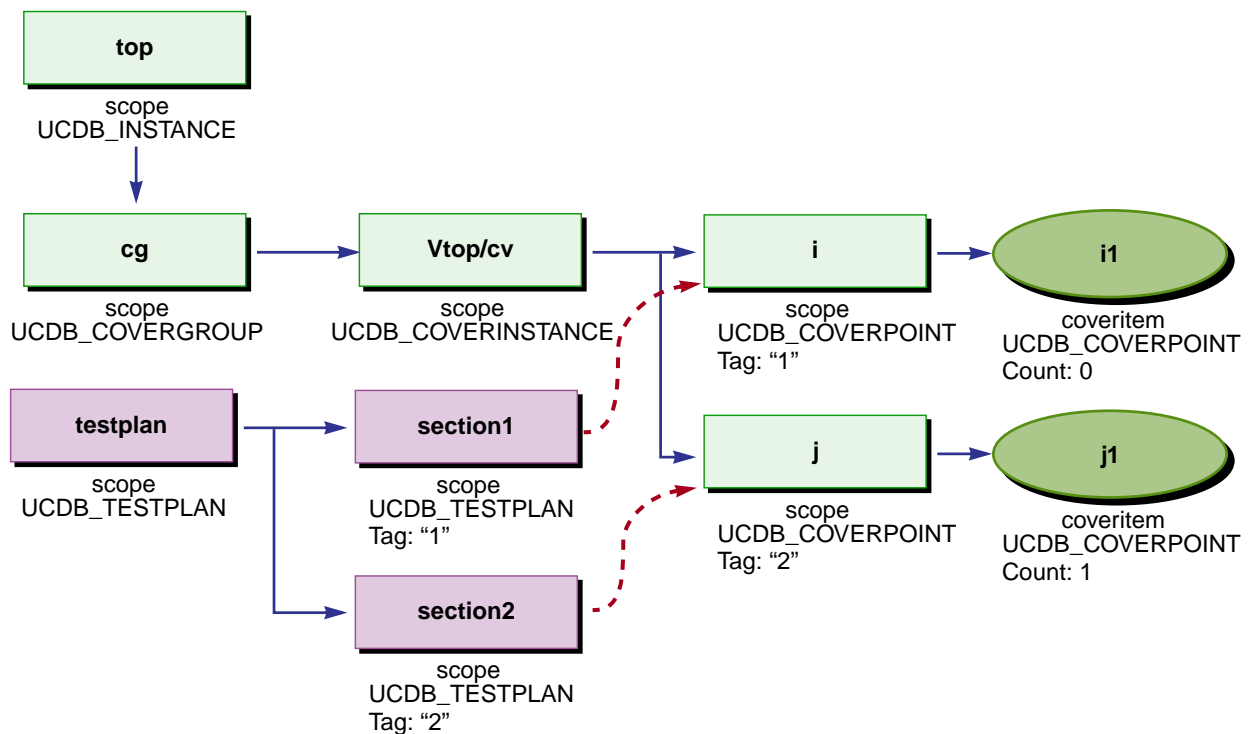 top
scope
UCDB_INSTANCE
cg
Vtop/cv
i
i1
scope
UCDB_COVERGROUP
scope
UCDB_COVERINSTANCE
scope
UCDB_COVERPOINT
Tag: “1”
coveritem
UCDB_COVERPOINT
Count: 0
testplan
section1
j
j1
scope
UCDB_TESTPLAN
scope
UCDB_TESTPLAN
Tag: “1”
scope
UCDB_COVERPOINT
Tag: “2”
coveritem
UCDB_COVERPOINT
Count: 1
section2
scope
UCDB_TESTPLAN
Tag: “2”